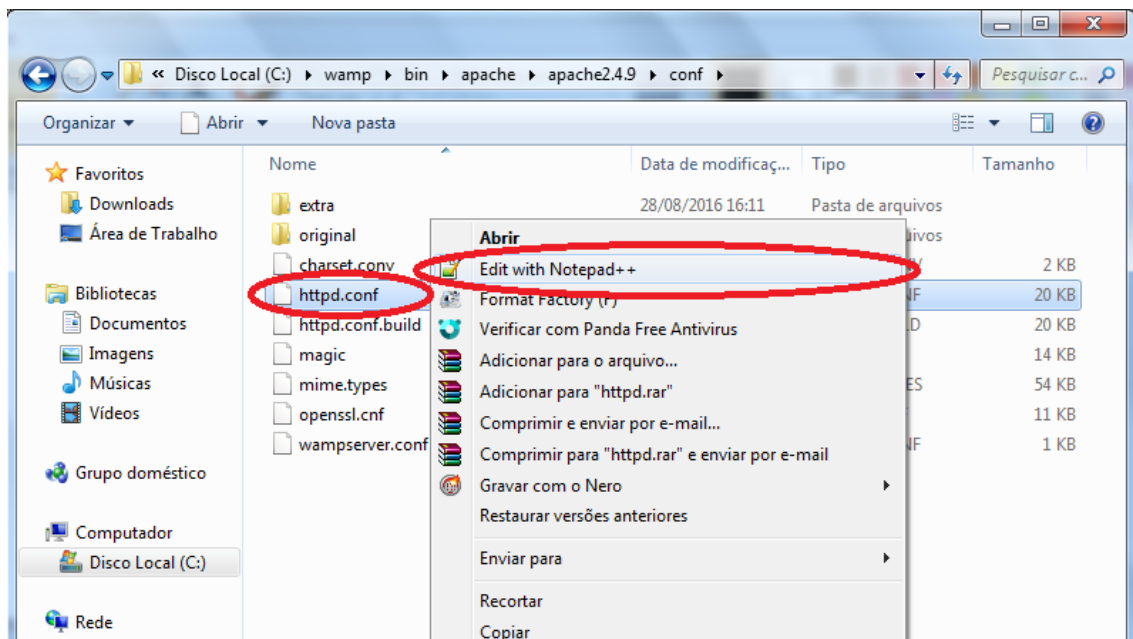 « Disco Local (C:) ▸ wamp ▸ bin ▸ apache ▸ apache2.4.9 ▸ conf ▸
Pesquisar c...
Organizar
Abrir
Nova pasta
Favoritos
Downloads
Área de Trabalho
Bibliotecas
Documentos
Imagens
Músicas
Vídeos
Grupo doméstico
Computador
Disco Local (C:)
Rede
Nome Data de modificaç... Tipo Tamanho
extra 28/08/2016 16:11 Pasta de arquivos
original uivos
charset.conv 2 KB
httpd.conf NF 20 KB
httpd.conf.build LD 20 KB
magic 14 KB
mime.types ES 54 KB
openssl.cnf 11 KB
wampserver.conf NF 1 KB
Abrir
Edit with Notepad++
Format Factory (F)
Verificar com Panda Free Antivirus
Adicionar para o arquivo...
Adicionar para "httpd.rar"
Comprimir e enviar por e-mail...
Comprimir para "httpd.rar" e enviar por e-mail
Gravar com o Nero
Restaurar versões anteriores
Enviar para
Recortar
Copiar